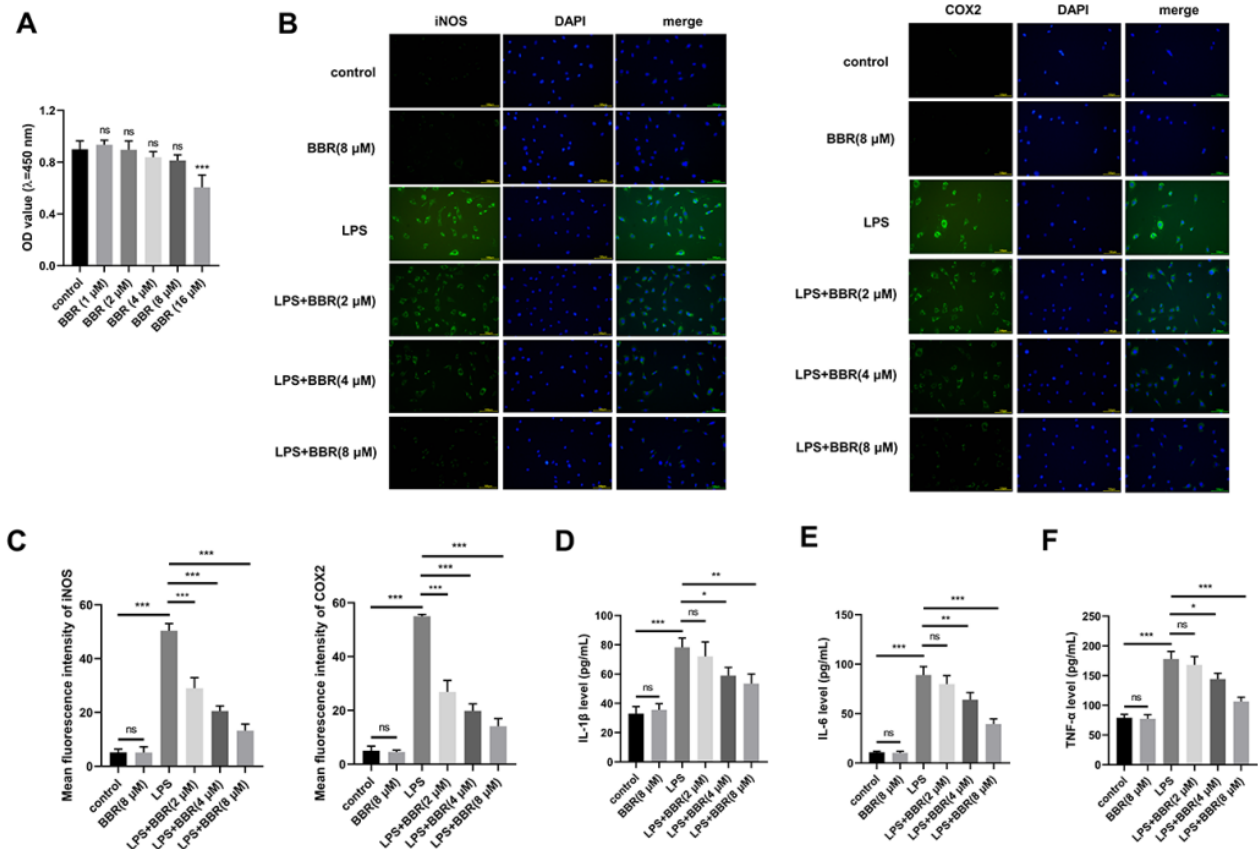 A
OD value (λ=450 nm)
1.2
0.9
0.6
0.3
0.0
ns
ns
ns
ns
***
control
BBR (1 μM)
BBR (2 μM)
BBR (4 μM)
BBR (8 μM)
BBR (16 μM)
B
iNOS DAPI merge
control
BBR(8 μM)
LPS
LPS+BBR(2 μM)
LPS+BBR(4 μM)
LPS+BBR(8 μM)
COX2 DAPI merge
control
BBR(8 μM)
LPS
LPS+BBR(2 μM)
LPS+BBR(4 μM)
LPS+BBR(8 μM)
C
Mean fluorescence intensity of iNOS
60
40
20
0
***
***
***
***
ns
control
BBR(8 μM)
LPS
LPS+BBR(2 μM)
LPS+BBR(4 μM)
LPS+BBR(8 μM)
Mean fluorescence intensity of COX2
60
40
20
0
***
***
***
***
ns
control
BBR(8 μM)
LPS
LPS+BBR(2 μM)
LPS+BBR(4 μM)
LPS+BBR(8 μM)
D
IL-1β level (pg/mL)
100
80
60
40
20
0
**
*
ns
***
ns
control
BBR(8 μM)
LPS
LPS+BBR(2 μM)
LPS+BBR(4 μM)
LPS+BBR(8 μM)
E
IL-6 level (pg/mL)
150
100
50
0
***
**
ns
***
ns
control
BBR(8 μM)
LPS
LPS+BBR(2 μM)
LPS+BBR(4 μM)
LPS+BBR(8 μM)
F
TNF-α level (pg/mL)
250
200
150
100
50
0
***
*
ns
***
ns
control
BBR(8 μM)
LPS
LPS+BBR(2 μM)
LPS+BBR(4 μM)
LPS+BBR(8 μM)